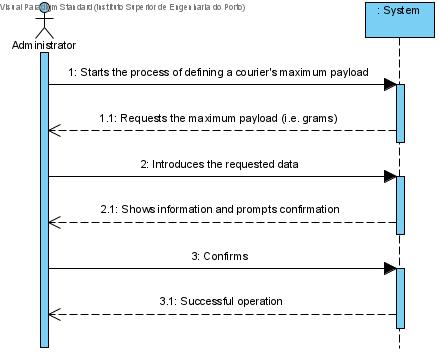 Visual Paradigm Standard (Instituto Superior de Engenharia do Porto)
: System
Administrator
1: Starts the process of defining a courier's maximum payload
1.1: Requests the maximum payload (i.e. grams)
2: Introduces the requested data
2.1: Shows information and prompts confirmation
3: Confirms
3.1: Successful operation